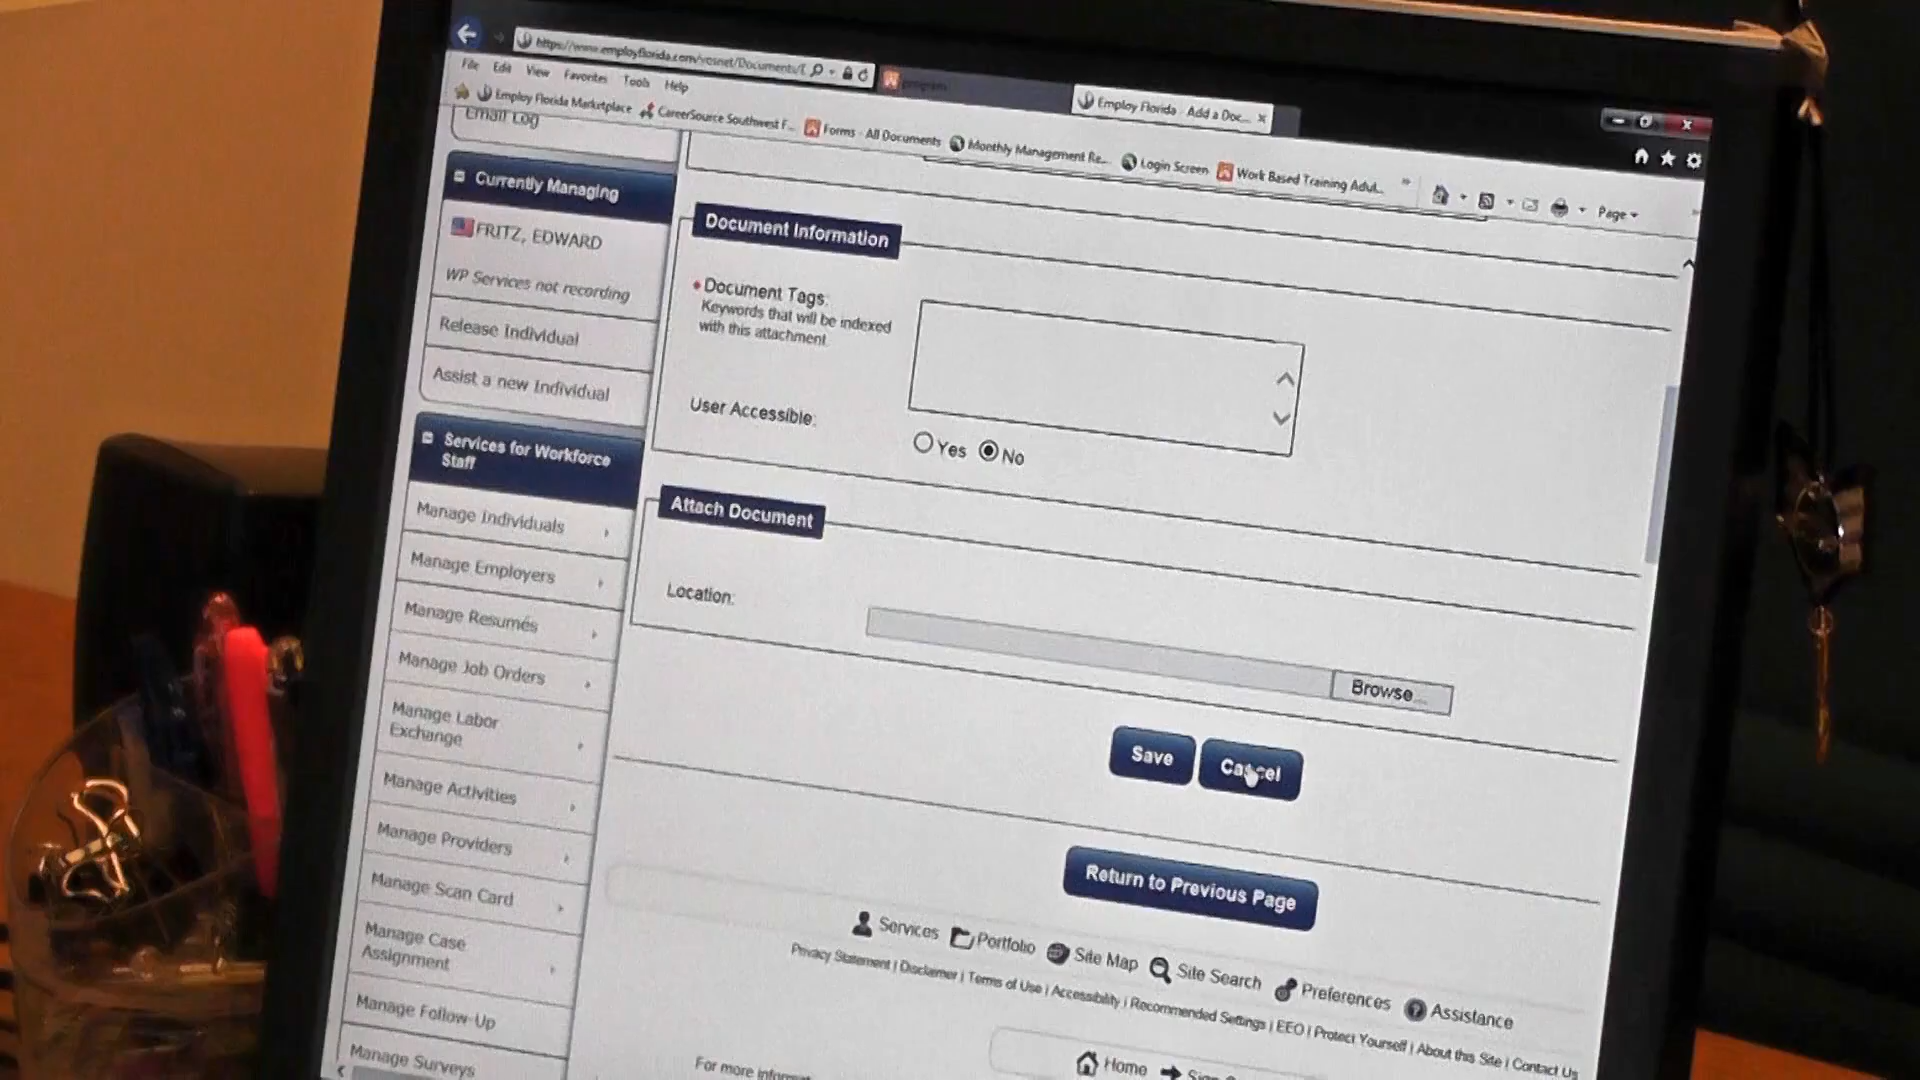 https://www.employflorida.com/vosnet/Documents/
program
Employ Florida - Add a Doc...
File Edit View Favorites Tools Help
Employ Florida Marketplace CareerSource Southwest F... Forms - All Documents Monthly Management Re... Login Screen Work Based Training Adul...
Page
Email Log
Currently Managing
FRITZ, EDWARD
WP Services not recording
Release Individual
Assist a new Individual
Services for Workforce
Staff
Manage Individuals
Manage Employers
Manage Resumés
Manage Job Orders
Manage Labor
Exchange
Manage Activities
Manage Providers
Manage Scan Card
Manage Case
Assignment
Manage Follow-Up
Manage Surveys
Document Information
Document Tags:
Keywords that will be indexed
with this attachment.
User Accessible:
Yes No
Attach Document
Location:
Browse...
Save Cancel
Return to Previous Page
Services Portfolio Site Map Site Search Preferences Assistance
Privacy Statement | Disclaimer | Terms of Use | Accessibility | Recommended Settings | EEO | Protect Yourself | About this Site | Contact Us
Home
For more